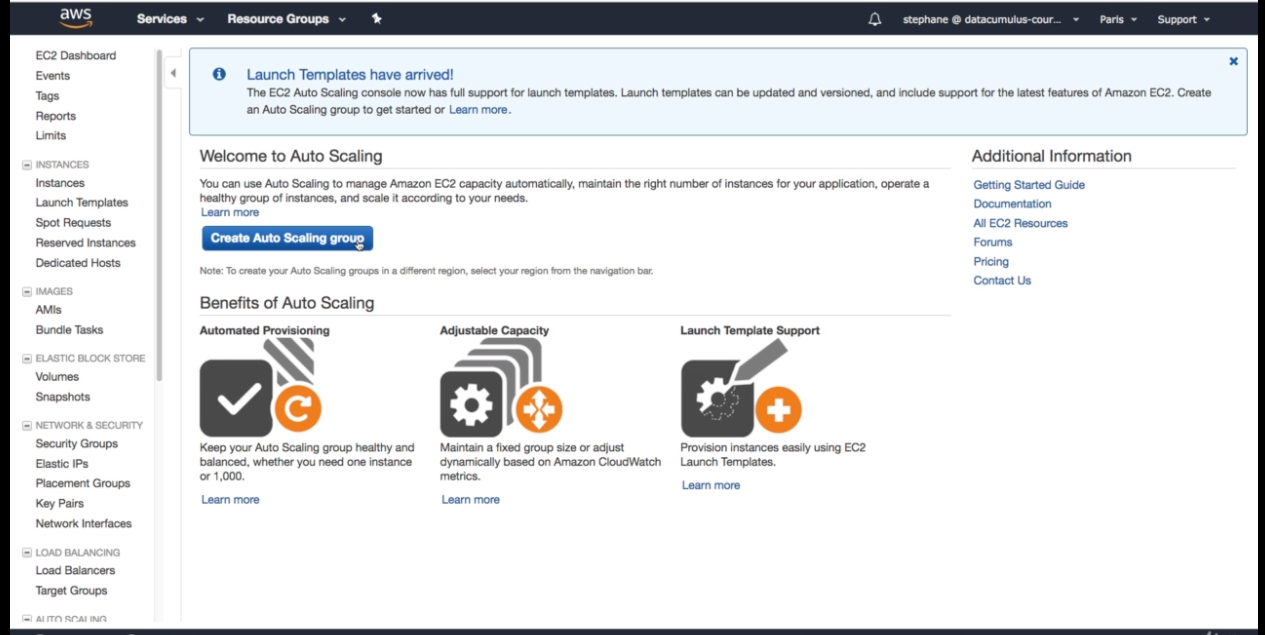 aws
Services
Resource Groups
stephane @ datacumulus-cour...
Paris
Support
EC2 Dashboard
Events
Tags
Reports
Limits
INSTANCES
Instances
Launch Templates
Spot Requests
Reserved Instances
Dedicated Hosts
IMAGES
AMIs
Bundle Tasks
ELASTIC BLOCK STORE
Volumes
Snapshots
NETWORK & SECURITY
Security Groups
Elastic IPs
Placement Groups
Key Pairs
Network Interfaces
LOAD BALANCING
Load Balancers
Target Groups
AUTO SCALING
Launch Templates have arrived!
The EC2 Auto Scaling console now has full support for launch templates. Launch templates can be updated and versioned, and include support for the latest features of Amazon EC2. Create
an Auto Scaling group to get started or Learn more.
Welcome to Auto Scaling
You can use Auto Scaling to manage Amazon EC2 capacity automatically, maintain the right number of instances for your application, operate a
healthy group of instances, and scale it according to your needs.
Learn more
Create Auto Scaling group
Note: To create your Auto Scaling groups in a different region, select your region from the navigation bar.
Benefits of Auto Scaling
Automated Provisioning
Keep your Auto Scaling group healthy and
balanced, whether you need one instance
or 1,000.
Learn more
Adjustable Capacity
Maintain a fixed group size or adjust
dynamically based on Amazon CloudWatch
metrics.
Learn more
Launch Template Support
Provision instances easily using EC2
Launch Templates.
Learn more
Additional Information
Getting Started Guide
Documentation
All EC2 Resources
Forums
Pricing
Contact Us